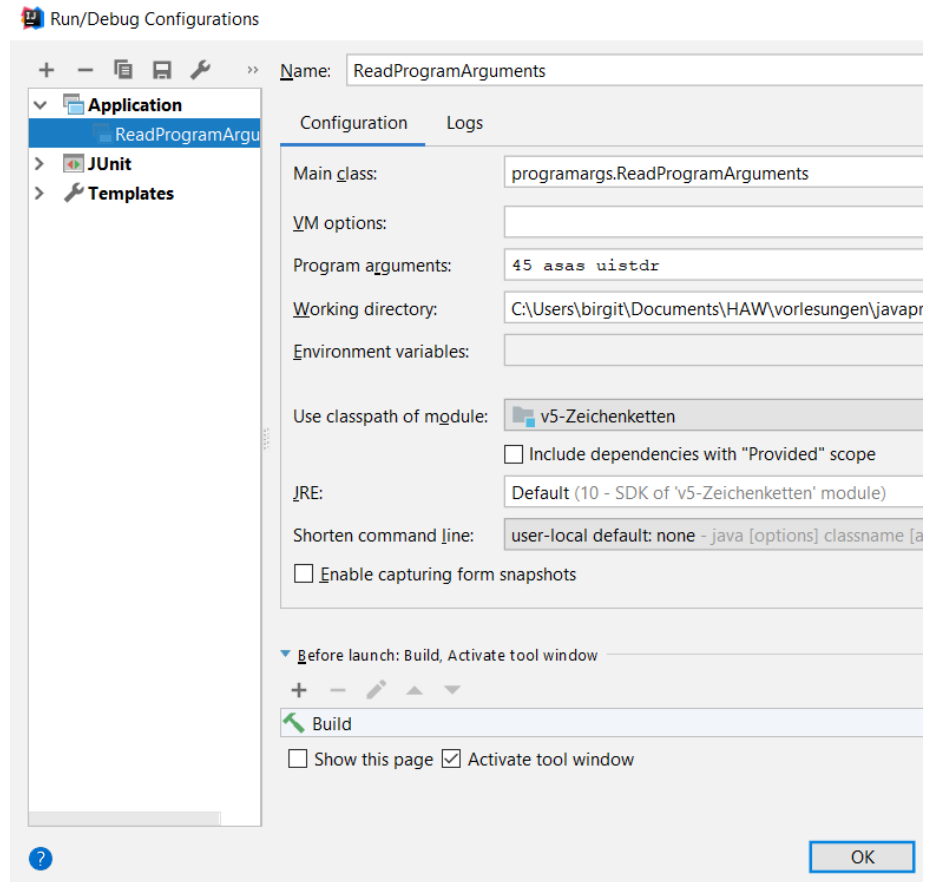 Run/Debug Configurations
Name: ReadProgramArguments
Application
ReadProgramArgu
JUnit
Templates
Configuration Logs
Main class: programargs.ReadProgramArguments
VM options:
Program arguments: 45 asas uistdr
Working directory: C:\Users\birgit\Documents\HAW\vorlesungen\javapr
Environment variables:
Use classpath of module: v5-Zeichenketten
Include dependencies with "Provided" scope
JRE: Default (10 - SDK of 'v5-Zeichenketten' module)
Shorten command line: user-local default: none - java [options] classname [a
Enable capturing form snapshots
Before launch: Build, Activate tool window
Build
Show this page Activate tool window
? OK